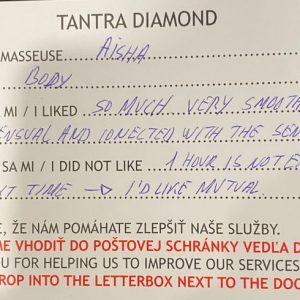 TANTRA DIAMOND
MASSEUSE AISHA
BODY
A MI / I LIKED SO MUCH VERY SMOOTH
ENSUAL AND CONECTED WITH THE
SA MI / I DID NOT LIKE 1 HOUR IS NOT
XT TIME → I'D LIKE MUTUAL.
E, ŽE NÁM POMÁHATE ZLEPŠIŤ NAŠE SLUŽBY.
ME VHODIŤ DO POŠTOVEJ SCHRÁNKY VEDĽA D
U FOR HELPING US TO IMPROVE OUR SERVICES
ROP INTO THE LETTERBOX NEXT TO THE DOO